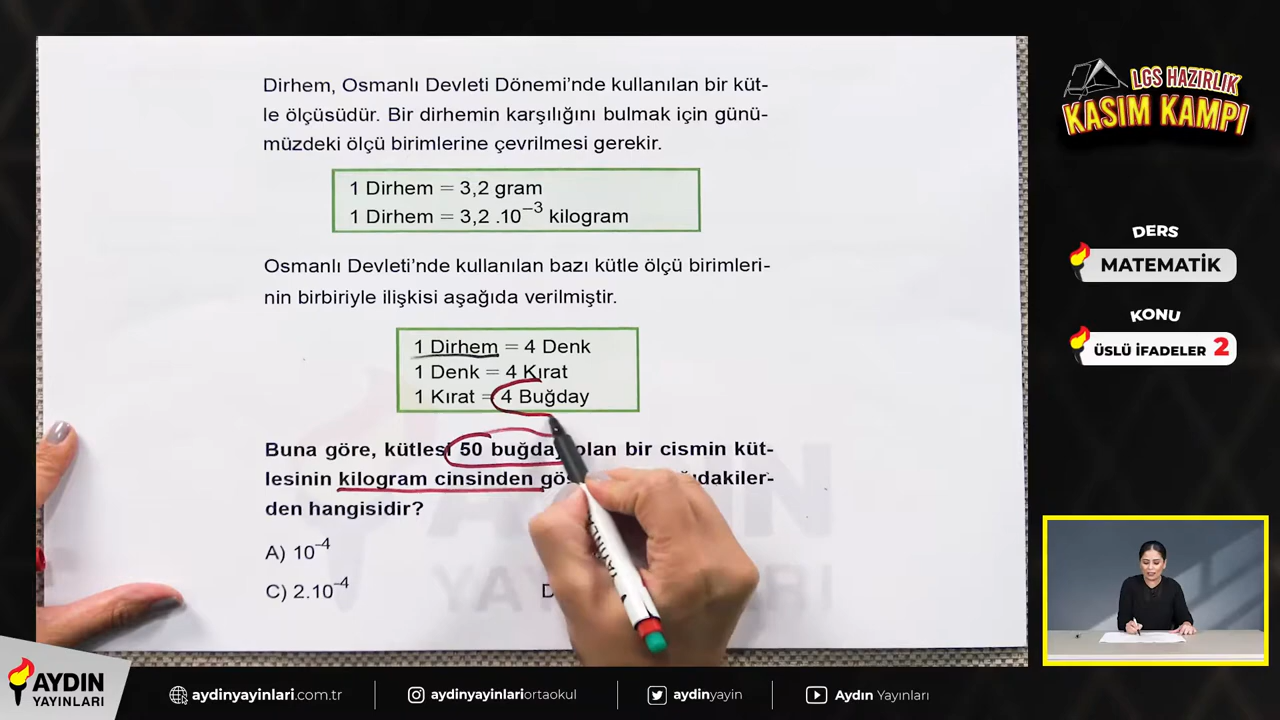 Dirhem, Osmanlı Devleti Dönemi'nde kullanılan bir küt-
le ölçüsüdür. Bir dirhemin karşılığını bulmak için günü-
müzdeki ölçü birimlerine çevrilmesi gerekir.
1 Dirhem = 3,2 gram
1 Dirhem = 3,2 .10⁻³ kilogram
Osmanlı Devleti'nde kullanılan bazı kütle ölçü birimleri-
nin birbiriyle ilişkisi aşağıda verilmiştir.
1 Dirhem = 4 Denk
1 Denk = 4 Kırat
1 Kırat = 4 Buğday
Buna göre, kütlesi 50 buğday olan bir cismin küt-
lesinin kilogram cinsinden
den hangisidir?
A) 10⁻⁴
C) 2.10⁻⁴
D
LGS HAZIRLIK
KASIM KAMPI
DERS
MATEMATİK
KONU
ÜSLÜ İFADELER 2
AYDIN
YAYINLARI
AYDIN
YAYINLARI
aydinyayinlari.com.tr
aydinyayinlariortaokul
aydinyayin
Aydın Yayınları